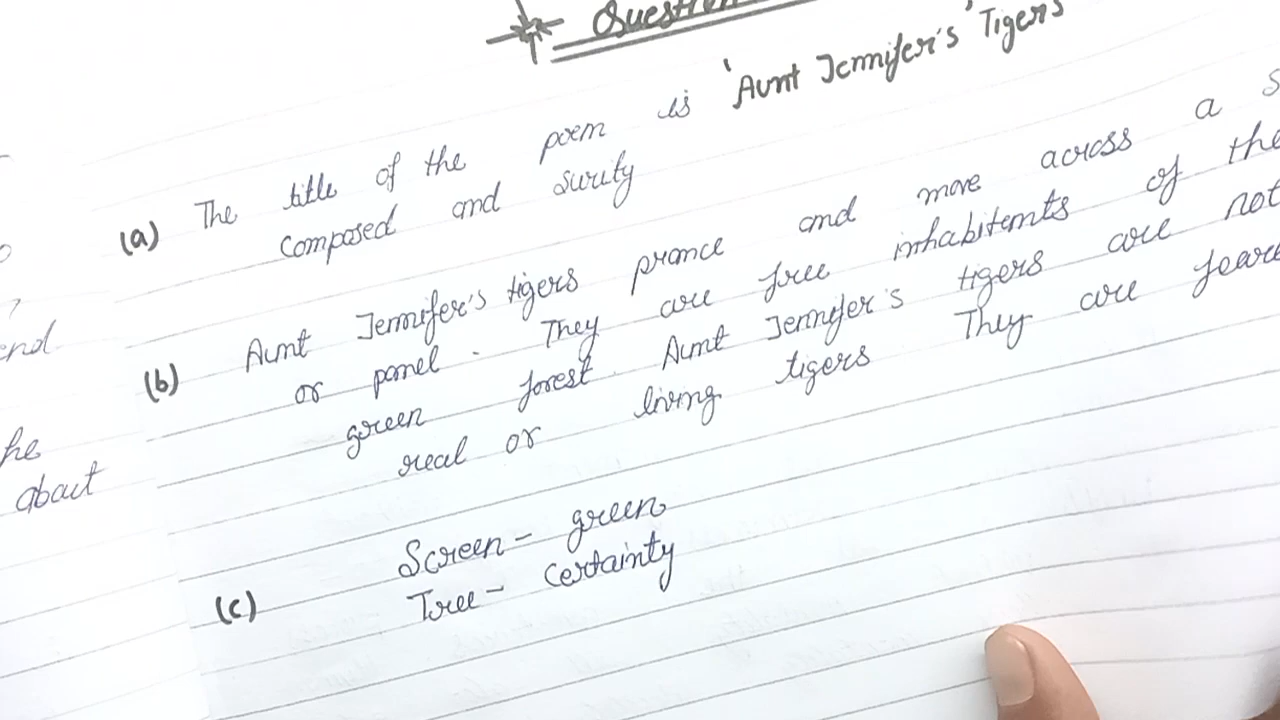 Question
(a) The title of the poem is 'Aunt Jennifer's' Tigers
composed and surity
(b) Aunt Jennifer's tigers prance and move across a
or panel. They are free inhabitants of the
green forest. Aunt Jennifer's tigers are not
real or living tigers They are
(c) Screen - green
Tree - certainty
end
he
about